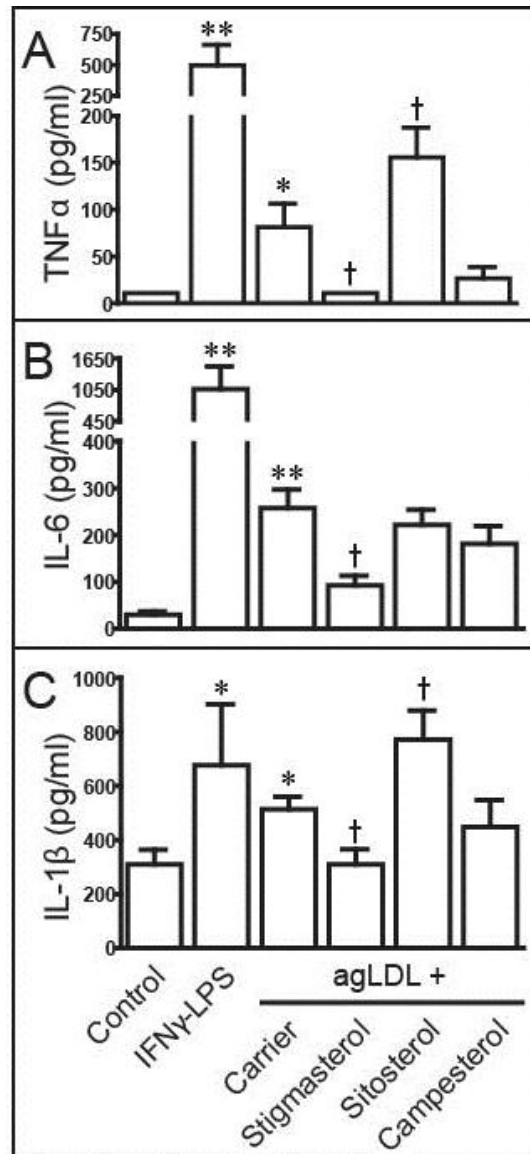 A
TNFα (pg/ml)
750
500
250
200
150
100
50
0
**
*
†
†
B
IL-6 (pg/ml)
1650
1050
450
400
300
200
100
0
**
**
†
C
IL-1β (pg/ml)
1000
800
600
400
200
0
*
*
†
†
Control
IFNγ-LPS
agLDL +
Carrier
Stigmasterol
Sitosterol
Campesterol